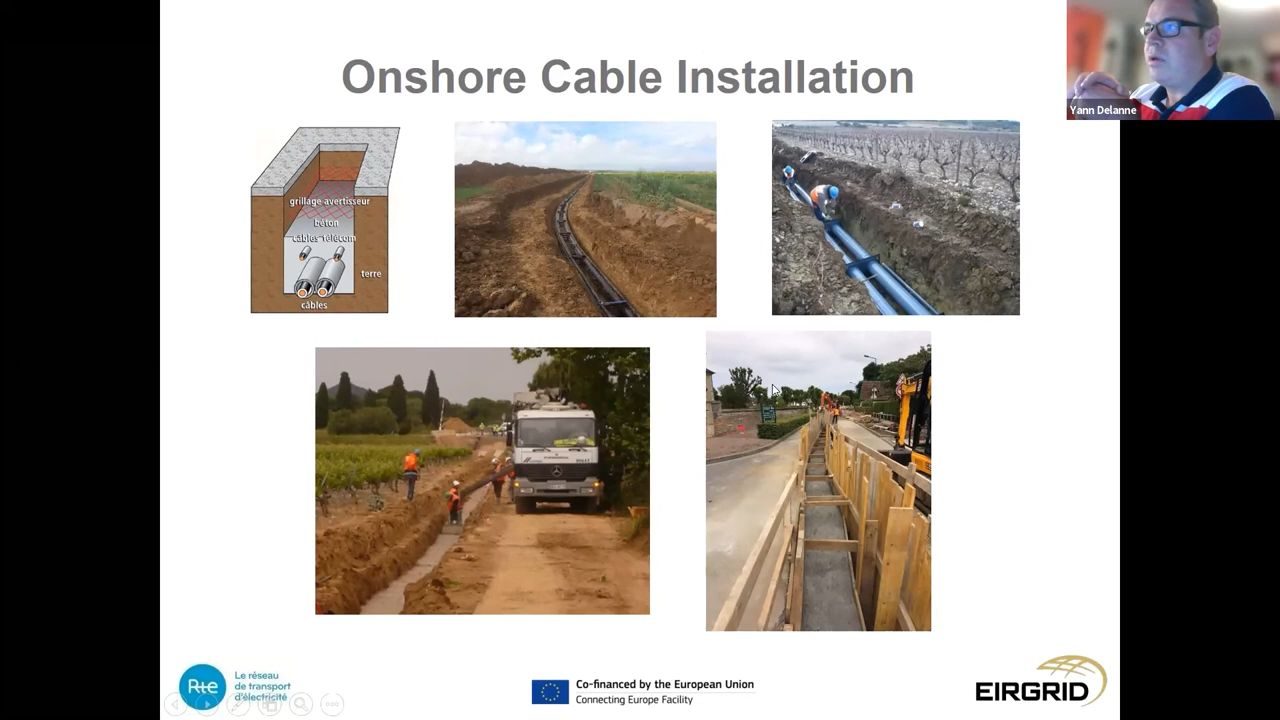 Yann Delanne
Onshore Cable Installation
grillage avertisseur
béton
câbles télécom
terre
câbles
Rte
Le réseau
de transport
d'électricité
Co-financed by the European Union
Connecting Europe Facility
EIRGRID